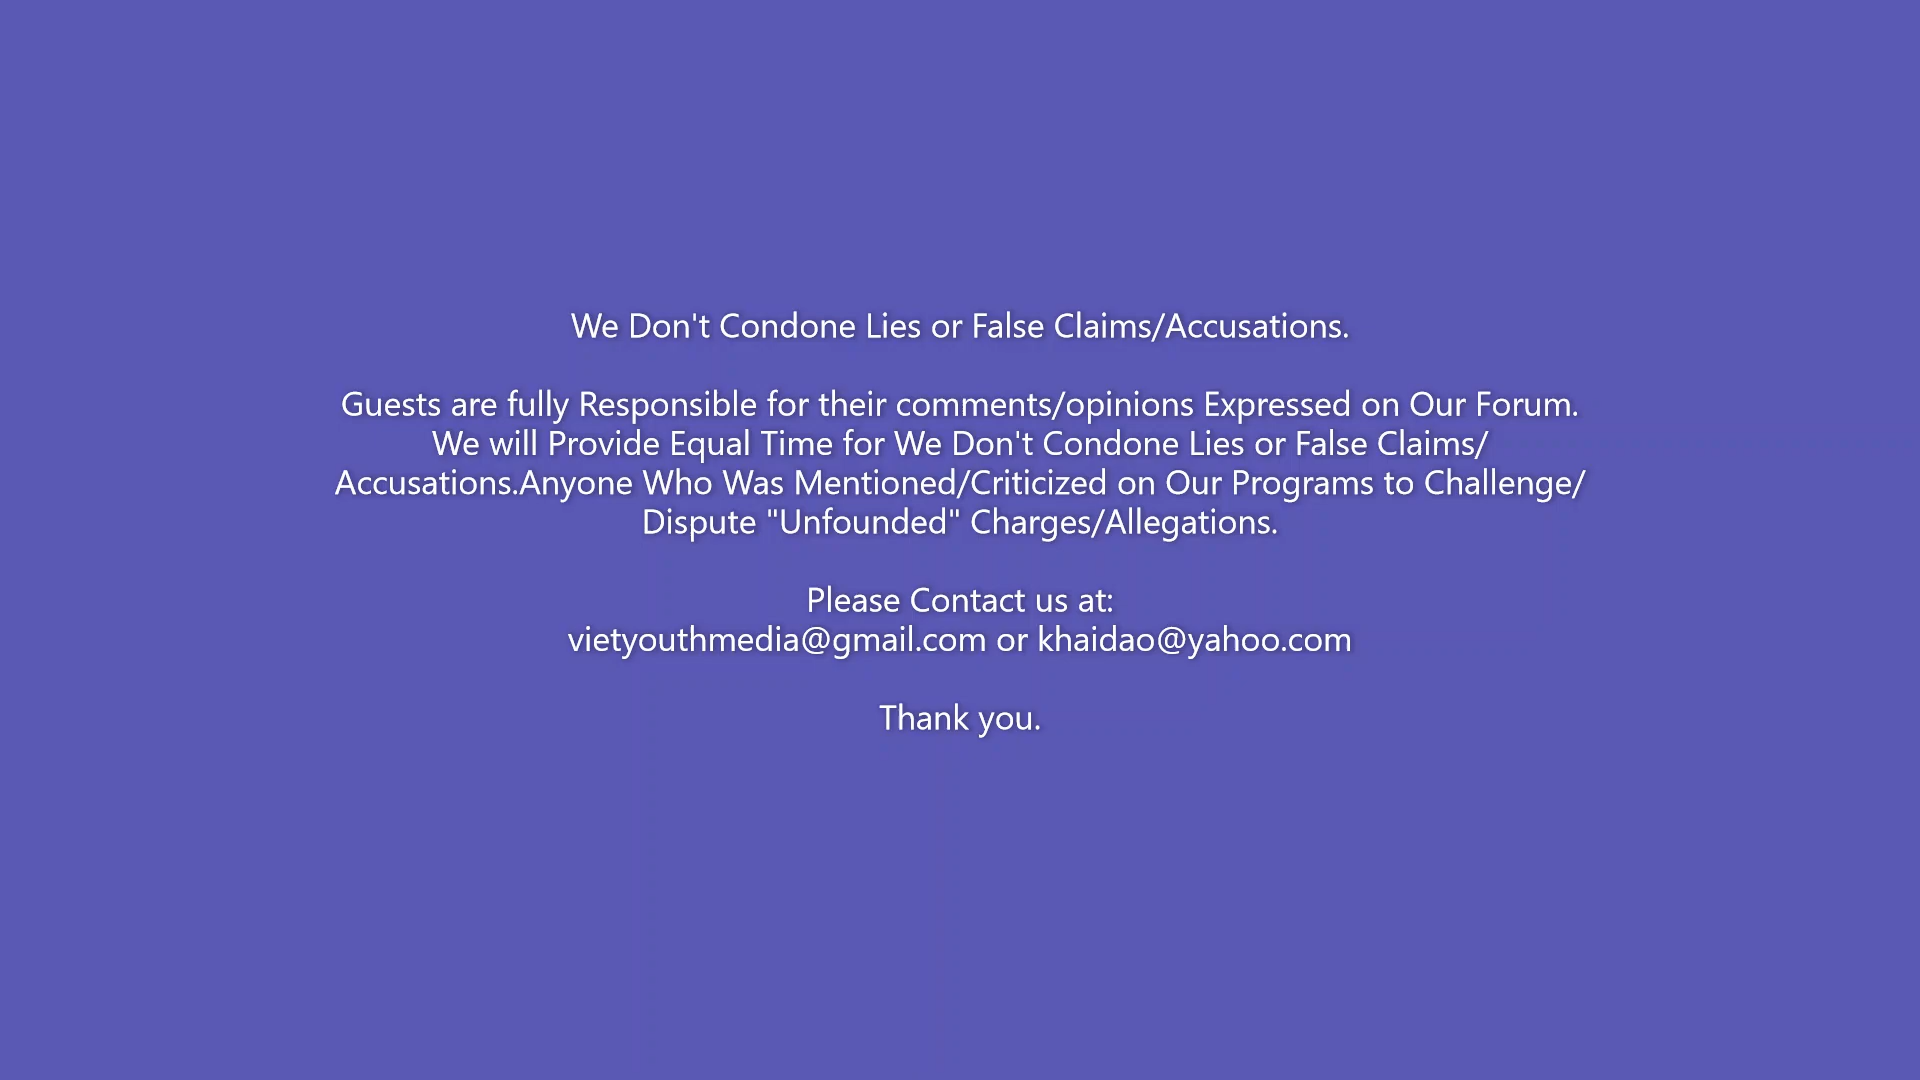 We Don't Condone Lies or False Claims/Accusations.
Guests are fully Responsible for their comments/opinions Expressed on Our Forum.
We will Provide Equal Time for We Don't Condone Lies or False Claims/
Accusations.Anyone Who Was Mentioned/Criticized on Our Programs to Challenge/
Dispute "Unfounded" Charges/Allegations.
Please Contact us at:
vietyouthmedia@gmail.com or khaidao@yahoo.com
Thank you.